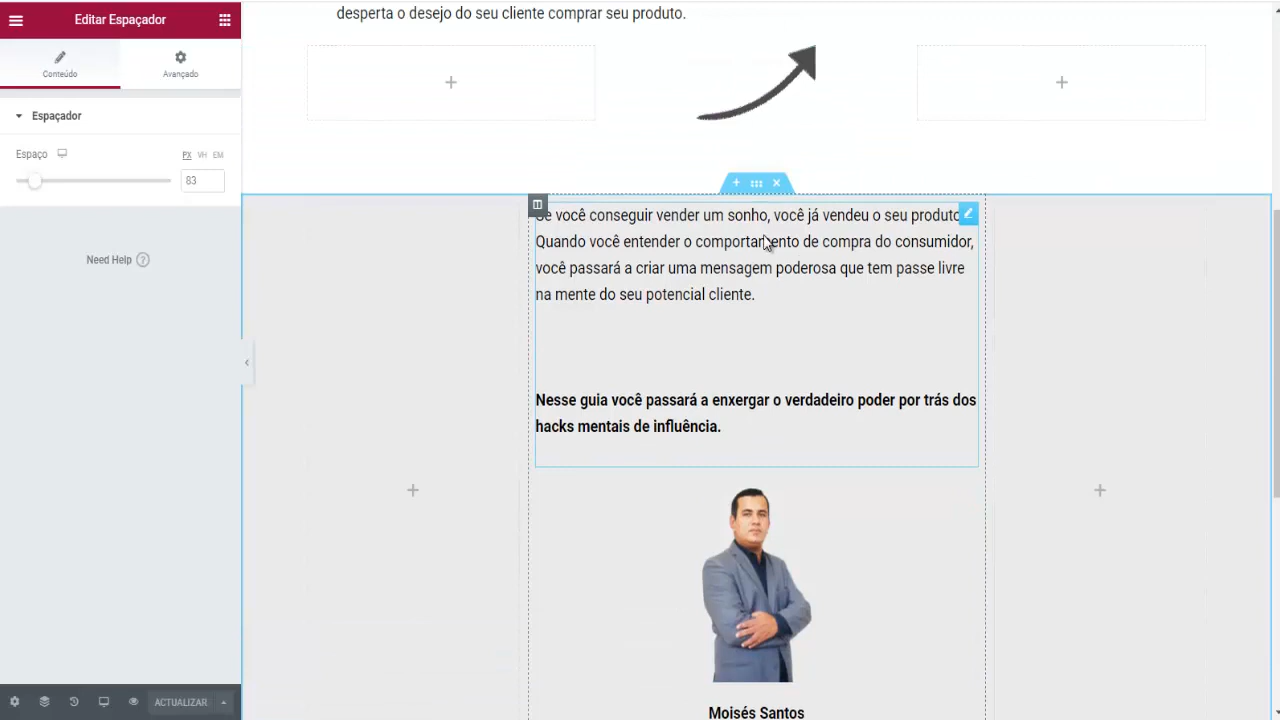 Editar Espaçador
Conteúdo
Avançado
Espaçador
Espaço
PX VH EM
83
Need Help ?
ACTUALIZAR
desperta o desejo do seu cliente comprar seu produto.
Se você conseguir vender um sonho, você já vendeu o seu produto
Quando você entender o comportamento de compra do consumidor,
você passará a criar uma mensagem poderosa que tem passe livre
na mente do seu potencial cliente.
Nesse guia você passará a enxergar o verdadeiro poder por trás dos
hacks mentais de influência.
Moisés Santos